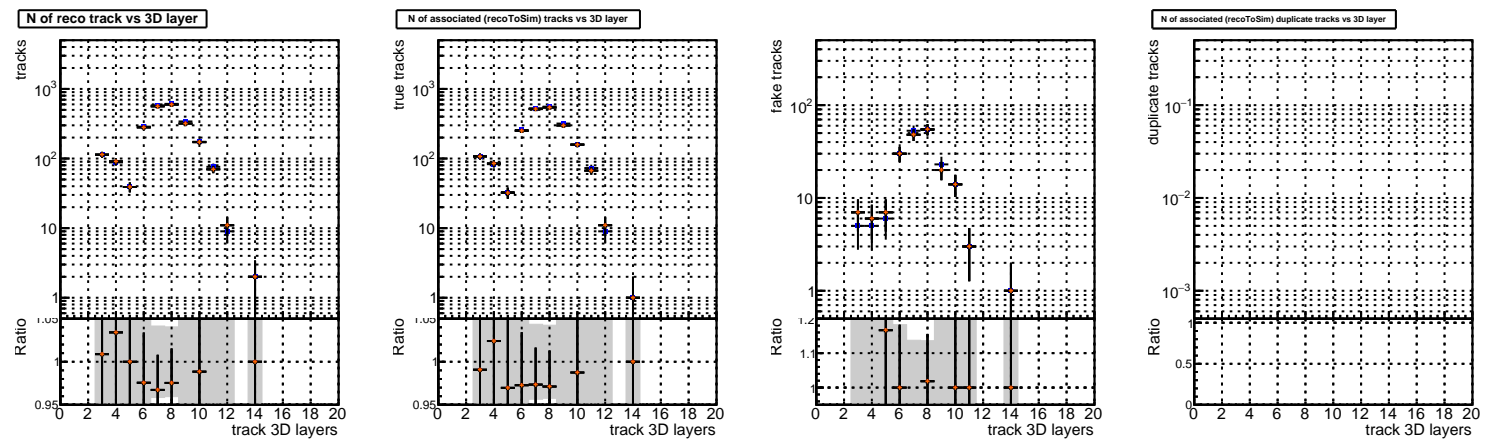 N of reco track vs 3D layer
tracks
10³
10²
10
1
Ratio
1.05
1
0.95
0 2 4 6 8 10 12 14 16 18 20
track 3D layers
N of associated (recoToSim) tracks vs 3D layer
true tracks
10³
10²
10
1
Ratio
1.05
1
0.95
0 2 4 6 8 10 12 14 16 18 20
track 3D layers
fake tracks
10²
10
1
Ratio
1.2
1.1
1
0 2 4 6 8 10 12 14 16 18 20
track 3D layers
N of associated (recoToSim) duplicate tracks vs 3D layer
duplicate tracks
10⁻¹
10⁻²
10⁻³
Ratio
1
0.5
0
0 2 4 6 8 10 12 14 16 18 20
track 3D layers